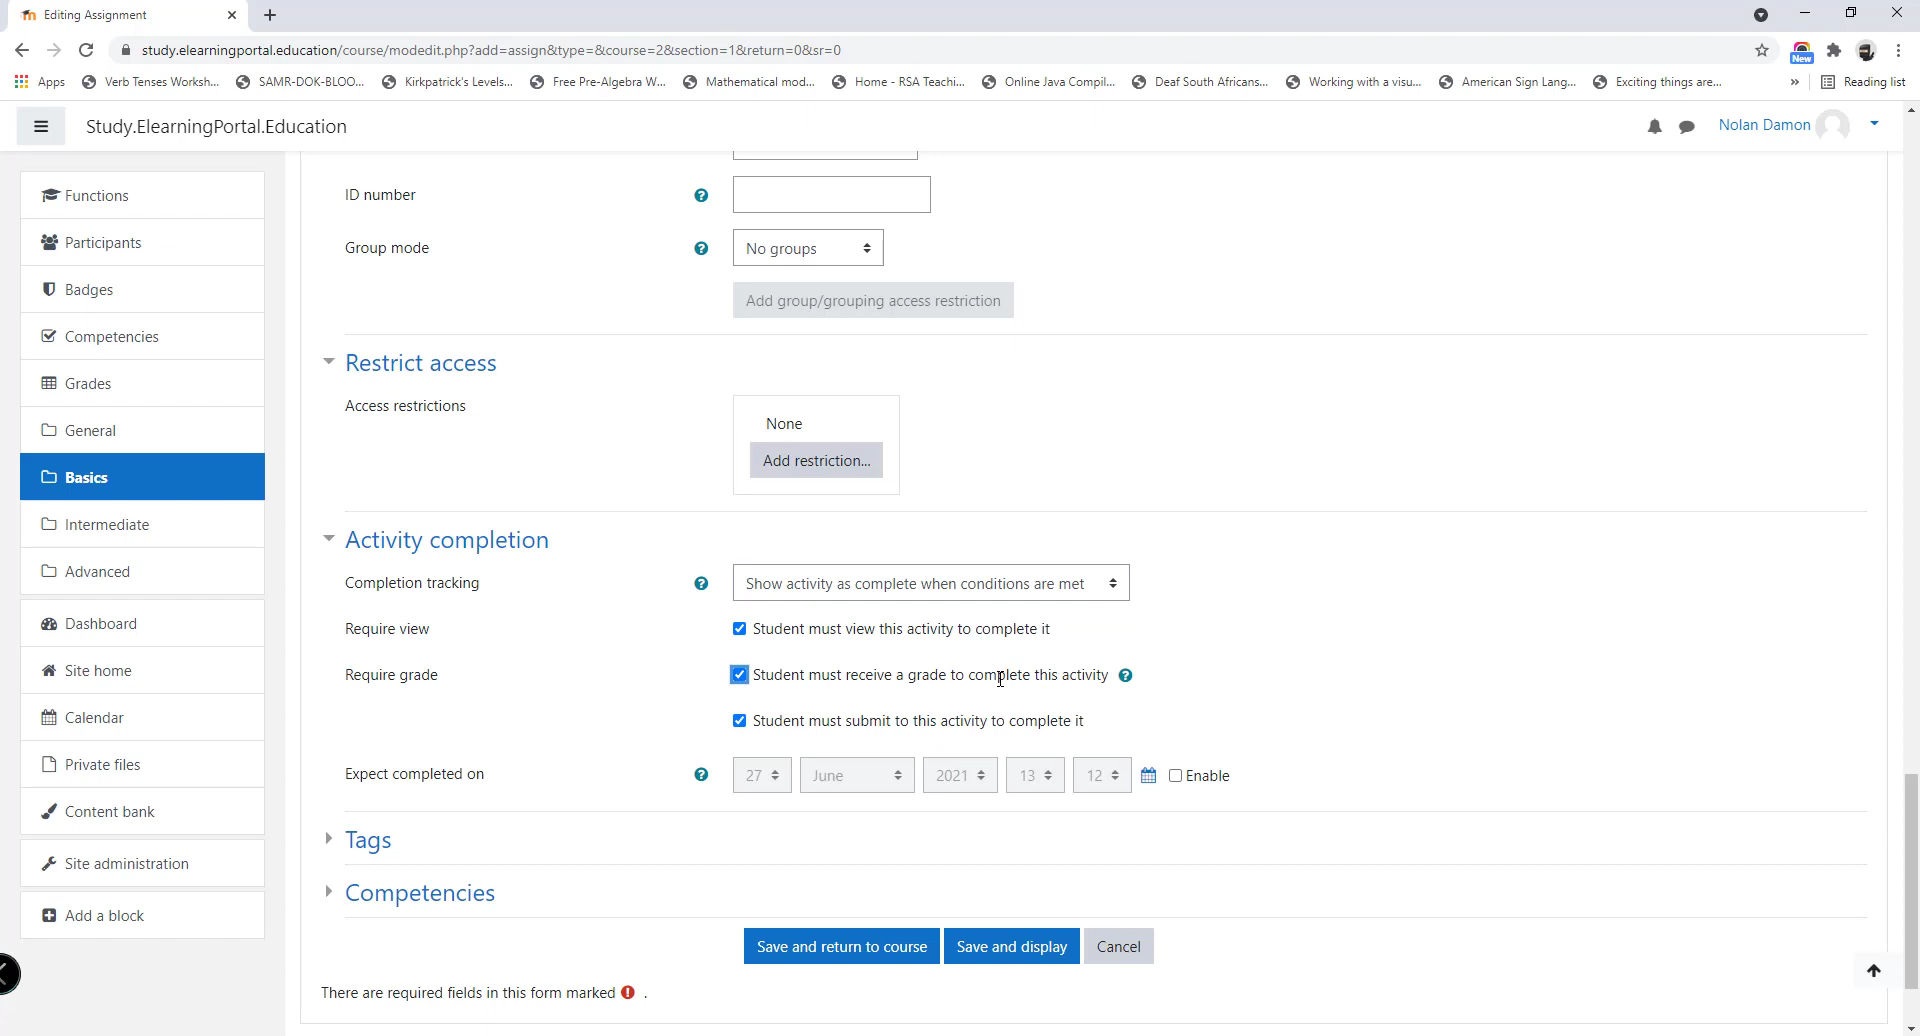 Editing Assignment
study.elearningportal.education/course/modedit.php?add=assign&type=&course=2&section=1&return=0&sr=0
New
Apps Verb Tenses Worksh... SAMR-DOK-BLOO... Kirkpatrick's Levels... Free Pre-Algebra W... Mathematical mod... Home - RSA Teachi... Online Java Compil... Deaf South Africans... Working with a visu... American Sign Lang... Exciting things are... » Reading list
Study.ElearningPortal.Education Nolan Damon
Functions
Participants
Badges
Competencies
Grades
General
Basics
Intermediate
Advanced
Dashboard
Site home
Calendar
Private files
Content bank
Site administration
Add a block
ID number
Group mode No groups
Add group/grouping access restriction
Restrict access
Access restrictions
None
Add restriction...
Activity completion
Completion tracking Show activity as complete when conditions are met
Require view Student must view this activity to complete it
Require grade Student must receive a grade to complete this activity
Student must submit to this activity to complete it
Expect completed on 27 June 2021 13 12 Enable
Tags
Competencies
Save and return to course Save and display Cancel
There are required fields in this form marked .